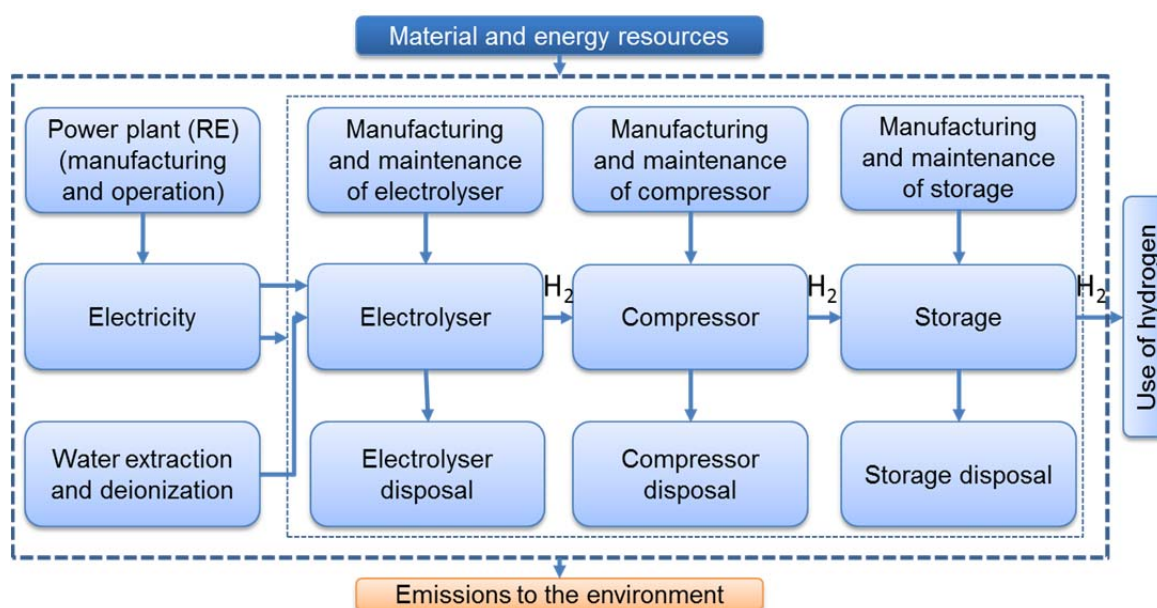 Material and energy resources
Power plant (RE)
(manufacturing
and operation)
Manufacturing
and maintenance
of electrolyser
Manufacturing
and maintenance
of compressor
Manufacturing
and maintenance
of storage
Electricity
Electrolyser
H₂
Compressor
H₂
Storage
H₂
Use of hydrogen
Water extraction
and deionization
Electrolyser
disposal
Compressor
disposal
Storage disposal
Emissions to the environment